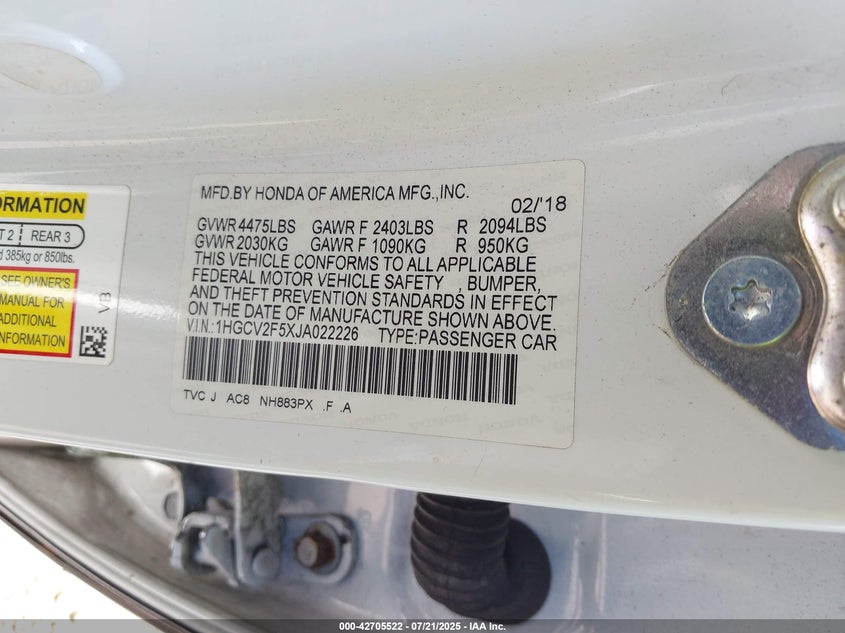 ORMATION
T 2 REAR 3
d 385kg or 850lbs.
SEE OWNER'S
MANUAL FOR
ADDITIONAL
INFORMATION
VB
MFD.BY HONDA OF AMERICA MFG.,INC.
02/'18
GVWR 4475LBS GAWR F 2403LBS R 2094LBS
GVWR 2030KG GAWR F 1090KG R 950KG
THIS VEHICLE CONFORMS TO ALL APPLICABLE
FEDERAL MOTOR VEHICLE SAFETY , BUMPER,
AND THEFT PREVENTION STANDARDS IN EFFECT
ON THE DATE OF MANUFACTURE SHOWN ABOVE.
V.I.N.:1HGCV2F5XJA022226 TYPE:PASSENGER CAR
TVC J AC8 NH883PX .F .A
000-42705522 - 07/21/2025 - IAA Inc.